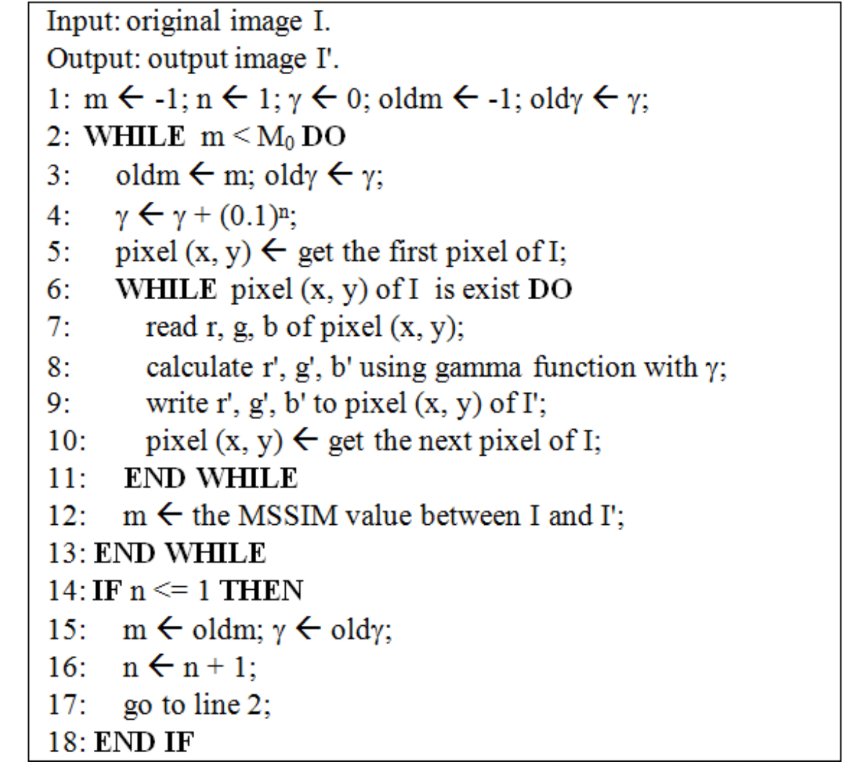 Input: original image I.
Output: output image I'.
1: m ← -1; n ← 1; γ ← 0; oldm ← -1; oldγ ← γ;
2: WHILE m < M₀ DO
3: oldm ← m; oldγ ← γ;
4: γ ← γ + (0.1)ⁿ;
5: pixel (x, y) ← get the first pixel of I;
6: WHILE pixel (x, y) of I is exist DO
7: read r, g, b of pixel (x, y);
8: calculate r', g', b' using gamma function with γ;
9: write r', g', b' to pixel (x, y) of I';
10: pixel (x, y) ← get the next pixel of I;
11: END WHILE
12: m ← the MSSIM value between I and I';
13: END WHILE
14: IF n <= 1 THEN
15: m ← oldm; γ ← oldγ;
16: n ← n + 1;
17: go to line 2;
18: END IF